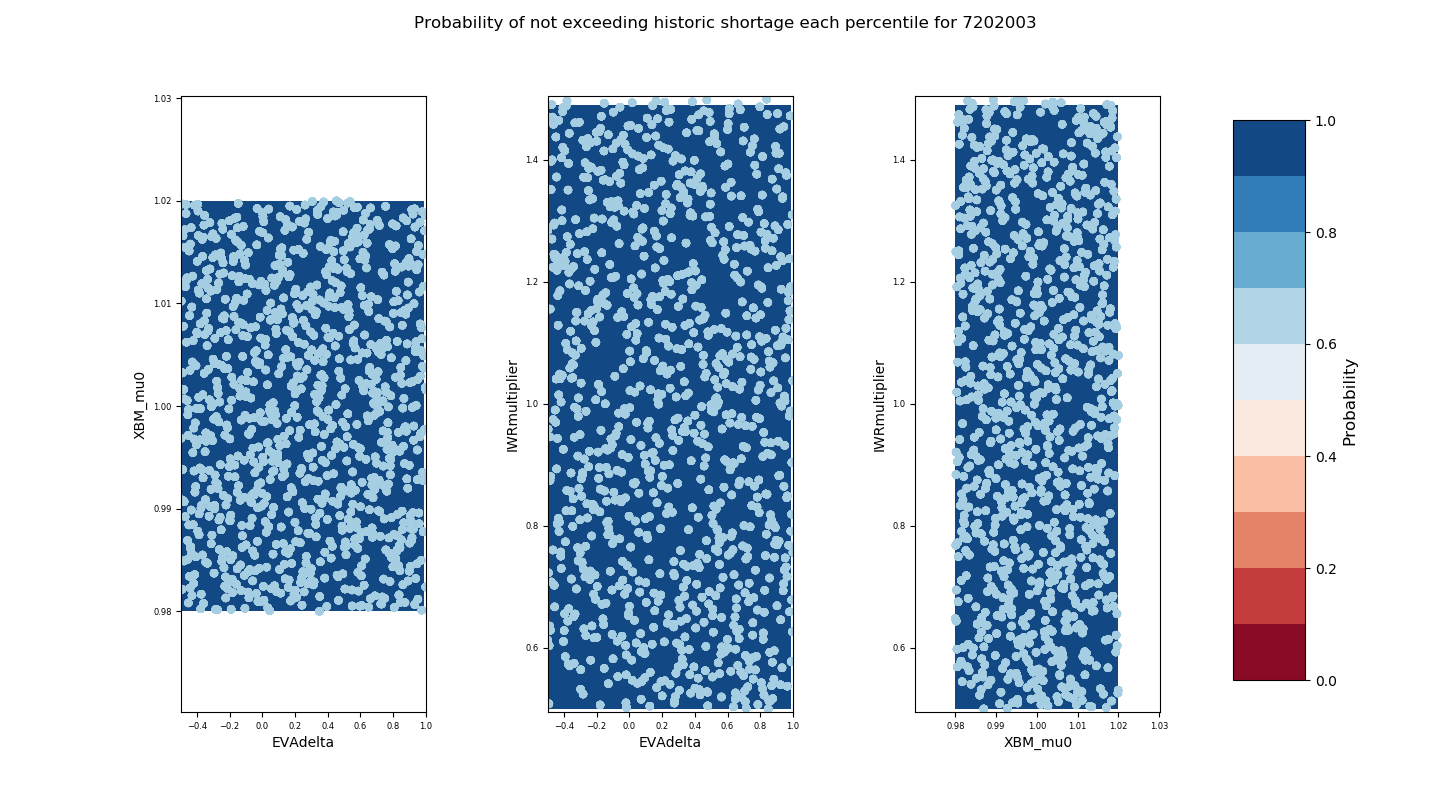 Probability of not exceeding historic shortage each percentile for 7202003
1.03
1.02
1.01
1.00
0.99
0.98
XBM_mu0
−0.4 −0.2 0.0 0.2 0.4 0.6 0.8 1.0
EVAdelta
1.4
1.2
1.0
0.8
0.6
IWRmultiplier
−0.4 −0.2 0.0 0.2 0.4 0.6 0.8 1.0
EVAdelta
1.4
1.2
1.0
0.8
0.6
IWRmultiplier
0.98 0.99 1.00 1.01 1.02 1.03
XBM_mu0
1.0
0.8
0.6
0.4
0.2
0.0
Probability